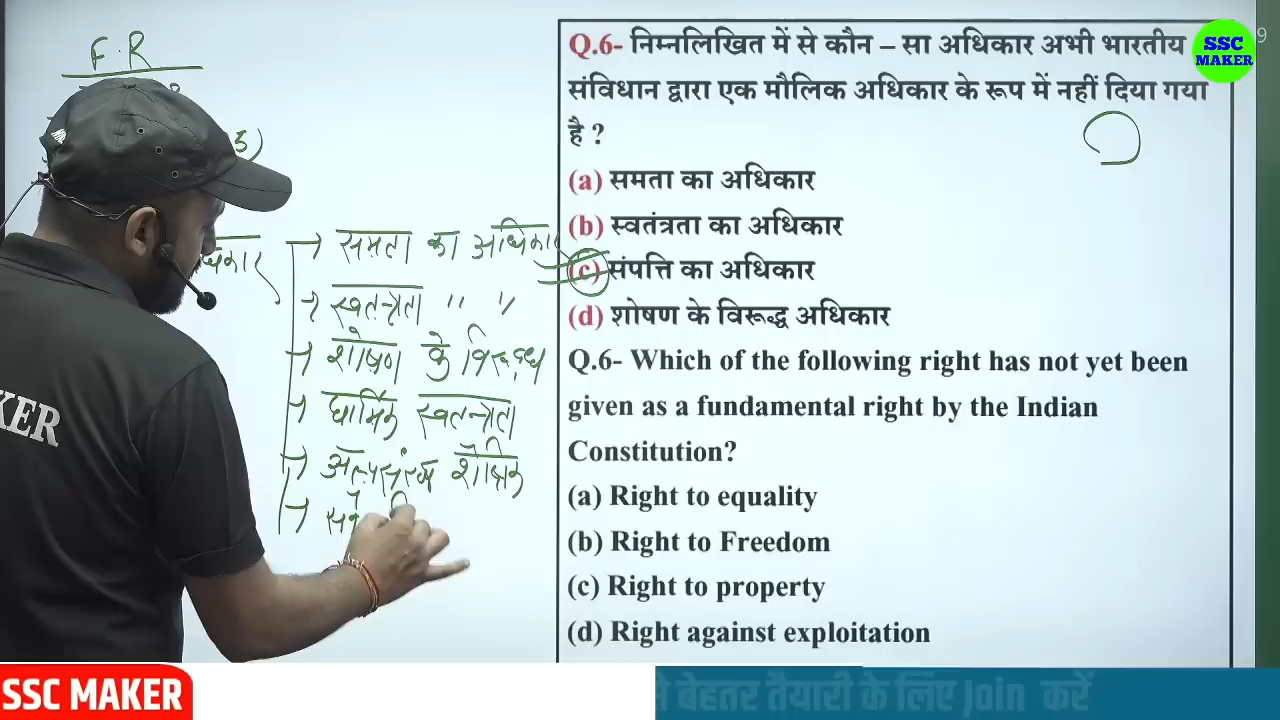 F.R
5)
समता का अधिकार
स्वतन्त्रता " "
शोषण के विरूद्ध
धार्मिक स्वतन्त्रता
अल्पसंख्यक शैक्षिक
KER
Q.6- निम्नलिखित में से कौन – सा अधिकार अभी भारतीय
संविधान द्वारा एक मौलिक अधिकार के रूप में नहीं दिया गया
है ?
(a) समता का अधिकार
(b) स्वतंत्रता का अधिकार
(c) संपत्ति का अधिकार
(d) शोषण के विरूद्ध अधिकार
Q.6- Which of the following right has not yet been
given as a fundamental right by the Indian
Constitution?
(a) Right to equality
(b) Right to Freedom
(c) Right to property
(d) Right against exploitation
SSC
MAKER
9
SSC MAKER
बेहतर तैयारी के लिए Join करें